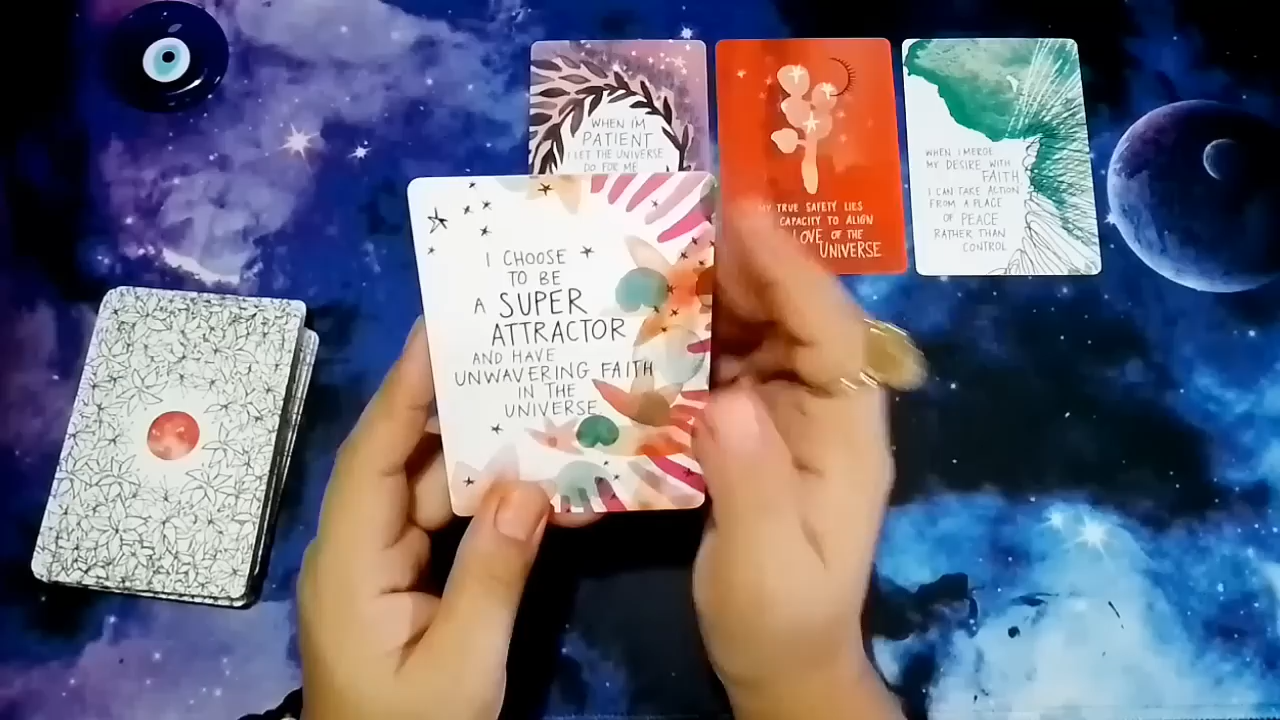 WHEN I'M
PATIENT
I LET THE UNIVERSE
DO FOR ME
MY TRUE SAFETY LIES
CAPACITY TO ALIGN
LOVE OF THE
UNIVERSE
WHEN I MERGE
MY DESIRE WITH
FAITH
I CAN TAKE ACTION
FROM A PLACE
OF PEACE
RATHER THAN
CONTROL
I CHOOSE
TO BE
A SUPER
ATTRACTOR
AND HAVE
UNWAVERING FAITH
IN THE
UNIVERSE